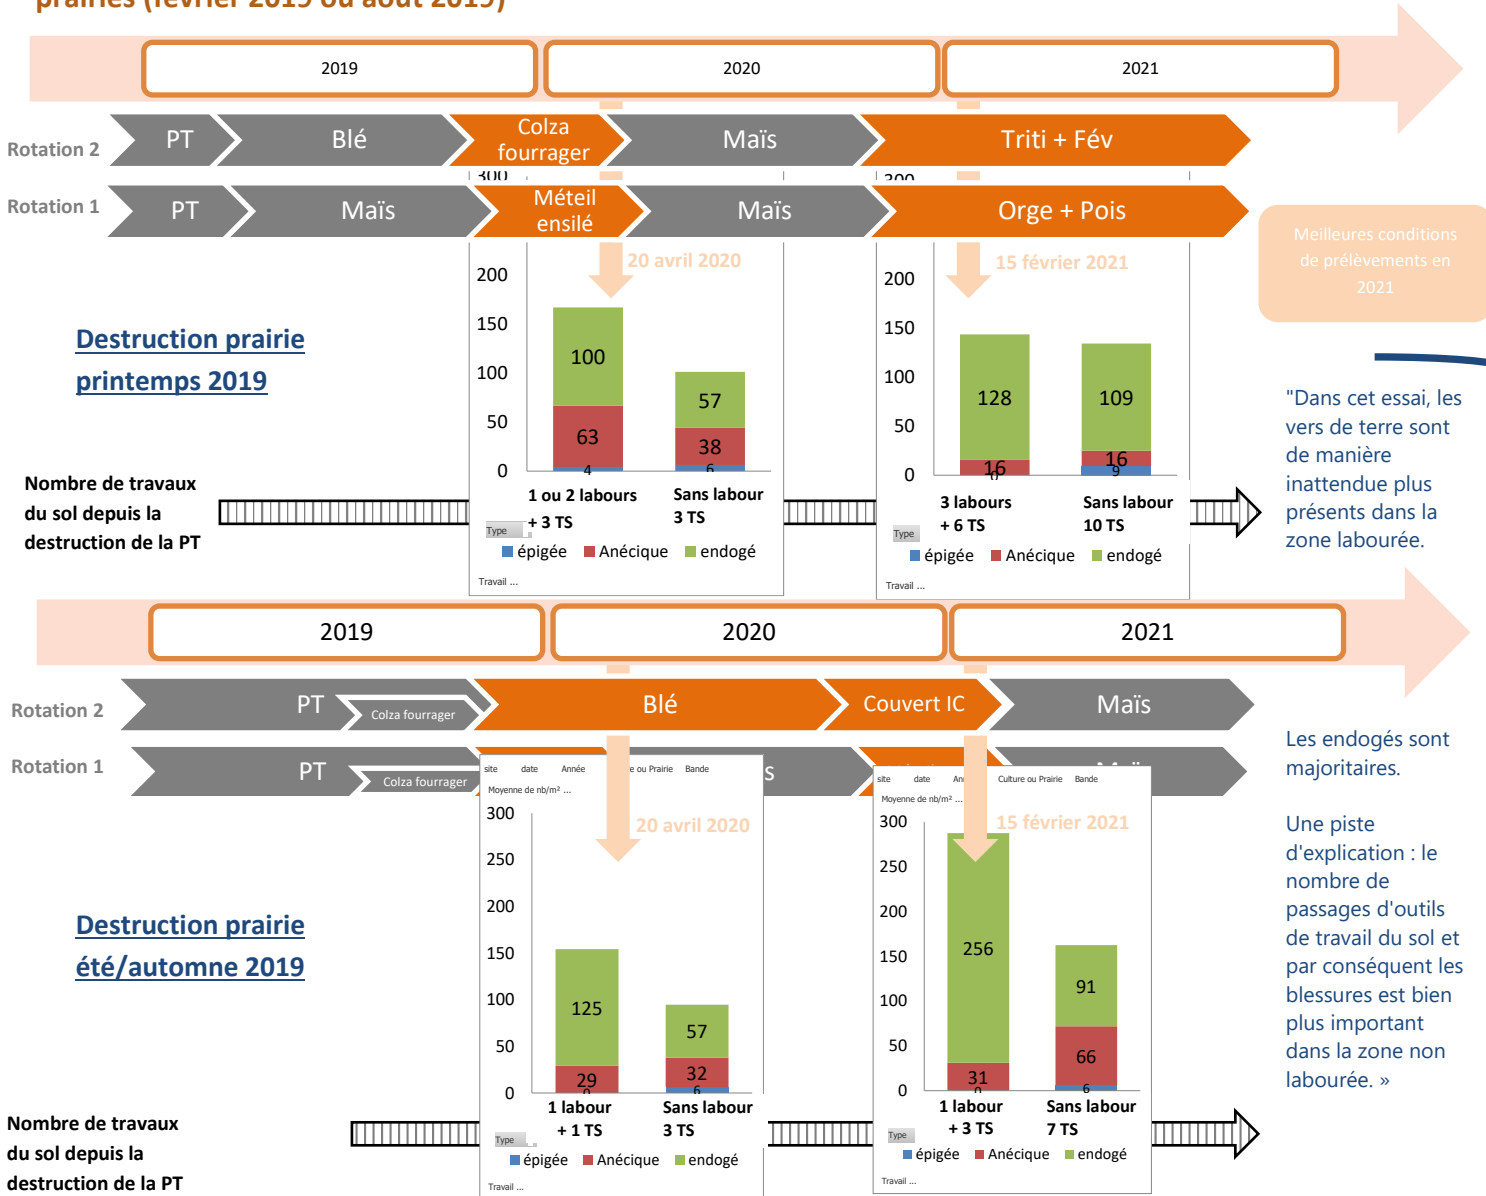 prairies (février 2019 ou août 2019)
2019
2020
2021
Rotation 2
PT
Blé
Colza
fourrager
Maïs
Triti + Fév
300
300
Rotation 1
PT
Maïs
Méteil
ensilé
Maïs
Orge + Pois
Meilleures conditions
de prélèvements en
2021
20 avril 2020
15 février 2021
Destruction prairie
printemps 2019
200
150
100
50
0
100
63
4
57
38
6
200
150
100
50
0
128
16
0
109
16
9
"Dans cet essai, les
vers de terre sont
de manière
inattendue plus
présents dans la
zone labourée.
Nombre de travaux
du sol depuis la
destruction de la PT
1 ou 2 labours
+ 3 TS
Sans labour
3 TS
Type
épigée Anécique endogé
Travail ...
3 labours
+ 6 TS
Sans labour
10 TS
Type
épigée Anécique endogé
Travail ...
2019
2020
2021
Rotation 2
PT
Colza fourrager
Blé
Couvert IC
Maïs
Rotation 1
PT
Colza fourrager
s
site date Année e ou Prairie Bande
Moyenne de nb/m² ...
site date Ann Culture ou Prairie Bande
Moyenne de nb/m² ...
20 avril 2020
15 février 2021
Les endogés sont
majoritaires.
Une piste
d'explication : le
nombre de
passages d'outils
de travail du sol et
par conséquent les
blessures est bien
plus important
dans la zone non
labourée. »
Destruction prairie
été/automne 2019
300
250
200
150
100
50
0
125
29
0
57
32
6
300
250
200
150
100
50
0
256
31
0
91
66
6
Nombre de travaux
du sol depuis la
destruction de la PT
1 labour
+ 1 TS
Sans labour
3 TS
Type
épigée Anécique endogé
Travail ...
1 labour
+ 3 TS
Sans labour
7 TS
Type
épigée Anécique endogé
Travail ...